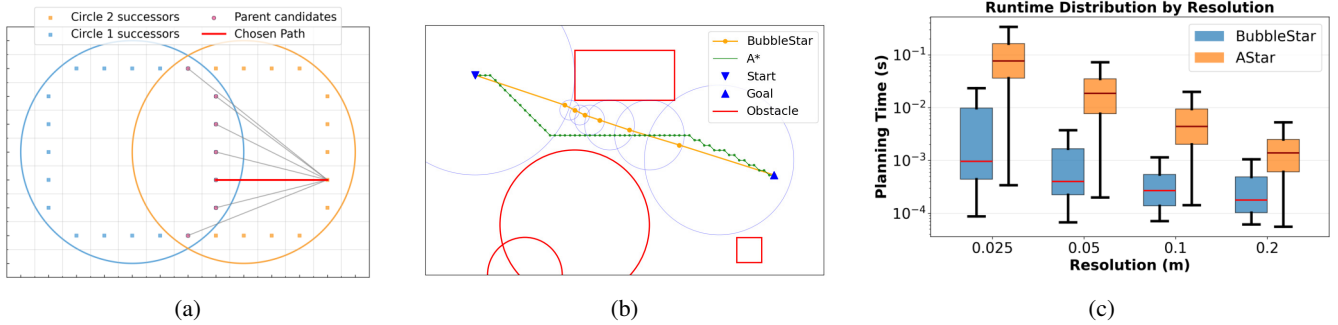 Circle 2 successors
Circle 1 successors
Parent candidates
Chosen Path
(a)
BubbleStar
A*
Start
Goal
Obstacle
(b)
Runtime Distribution by Resolution
BubbleStar
AStar
Planning Time (s)
10⁻¹
10⁻²
10⁻³
10⁻⁴
0.025 0.05 0.1 0.2
Resolution (m)
(c)